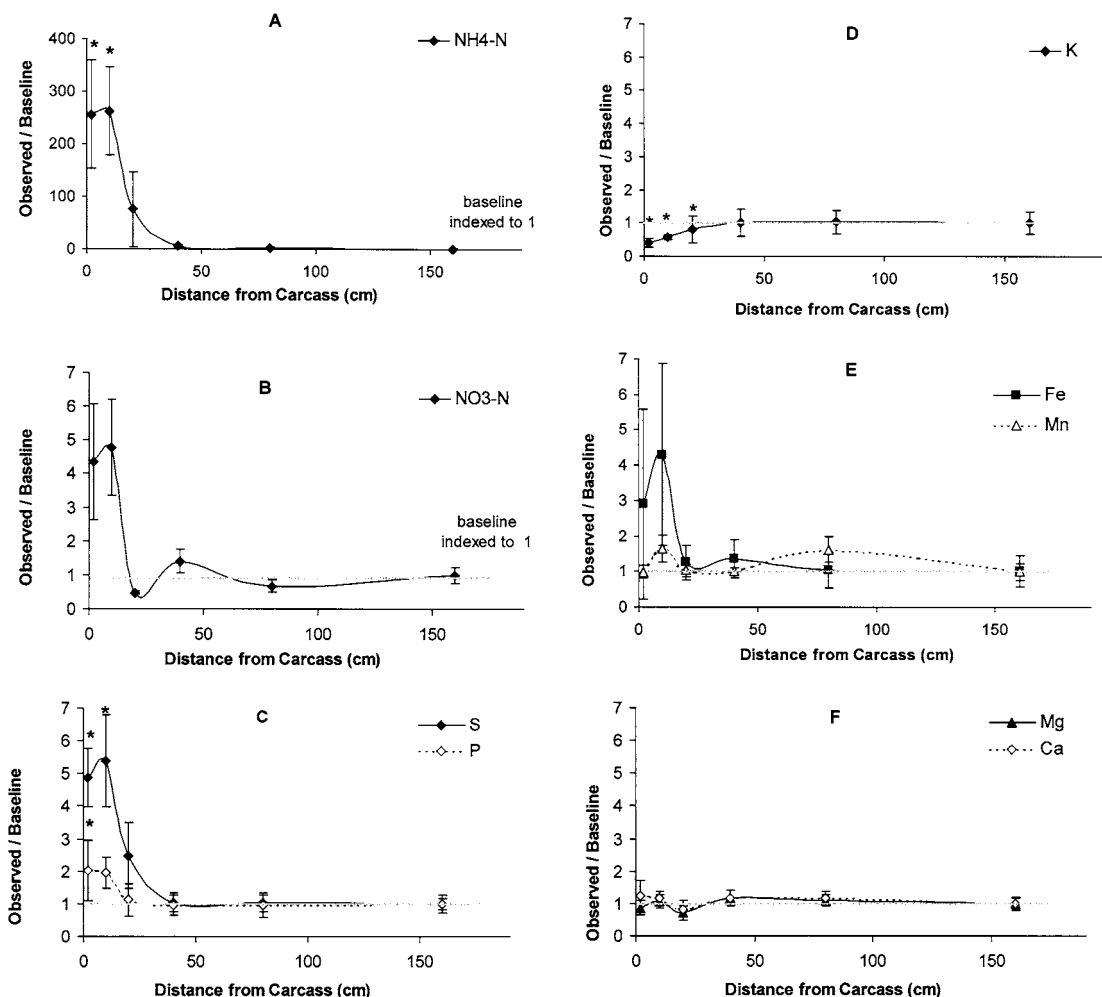 A
NH4-N
400
300
200
100
0
* *
Observed / Baseline
baseline
indexed to 1
0 50 100 150
Distance from Carcass (cm)
D
K
7
6
5
4
3
2
1
0
* * *
Observed / Baseline
0 50 100 150
Distance from Carcass (cm)
B
NO3-N
7
6
5
4
3
2
1
0
Observed / Baseline
baseline
indexed to 1
0 50 100 150
Distance from Carcass (cm)
E
Fe
Mn
7
6
5
4
3
2
1
0
Observed / Baseline
0 50 100 150
Distance from Carcass (cm)
C
S
P
7
6
5
4
3
2
1
0
* *
*
Observed / Baseline
0 50 100 150
Distance from Carcass (cm)
F
Mg
Ca
7
6
5
4
3
2
1
0
Observed / Baseline
0 50 100 150
Distance from Carcass (cm)